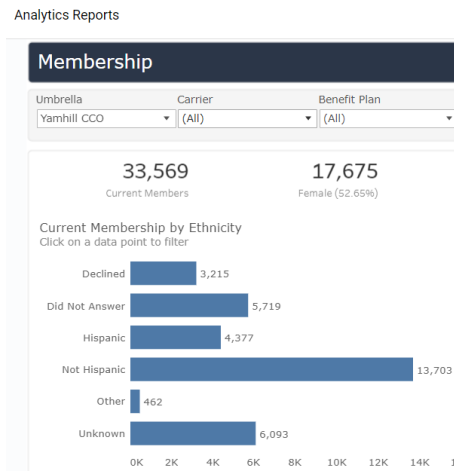 Analytics Reports
Membership
Umbrella Carrier Benefit Plan
Yamhill CCO (All) (All)
33,569 17,675
Current Members Female (52.65%)
Current Membership by Ethnicity
Click on a data point to filter
Declined 3,215
Did Not Answer 5,719
Hispanic 4,377
Not Hispanic 13,703
Other 462
Unknown 6,093
0K 2K 4K 6K 8K 10K 12K 14K